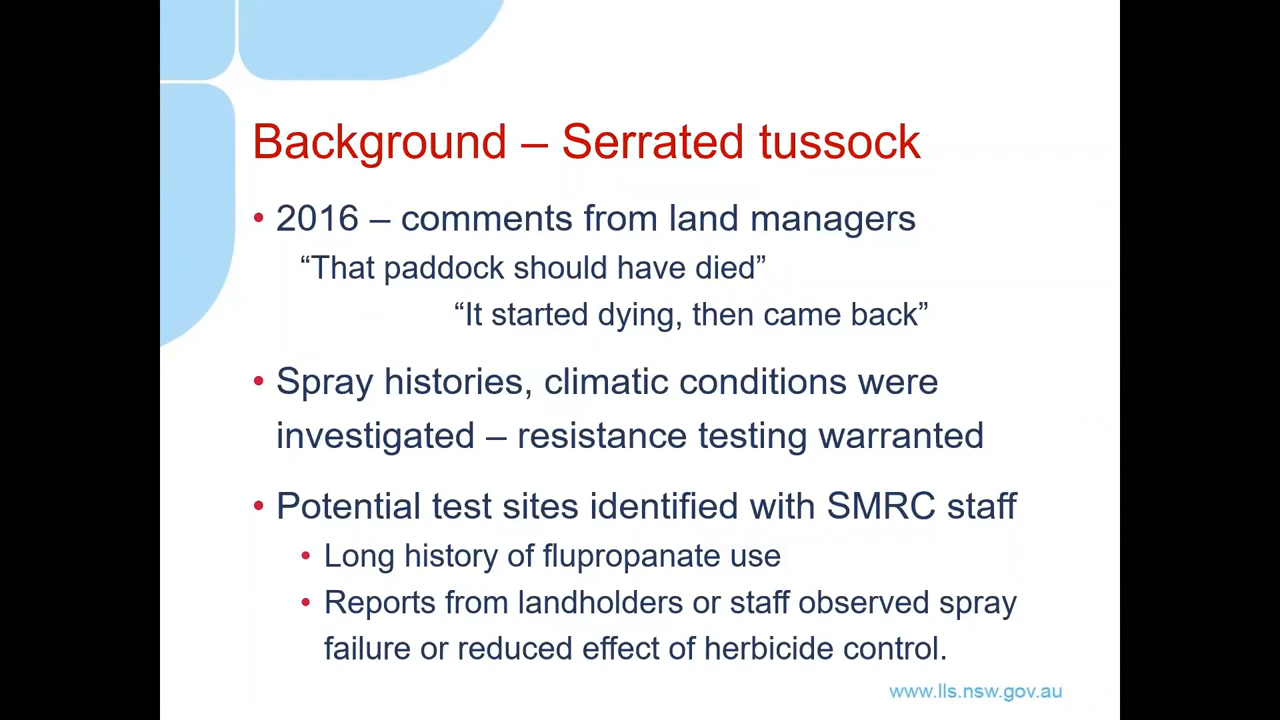 Background – Serrated tussock
• 2016 – comments from land managers
“That paddock should have died”
“It started dying, then came back”
• Spray histories, climatic conditions were
investigated – resistance testing warranted
• Potential test sites identified with SMRC staff
• Long history of flupropanate use
• Reports from landholders or staff observed spray
failure or reduced effect of herbicide control.
www.lls.nsw.gov.au